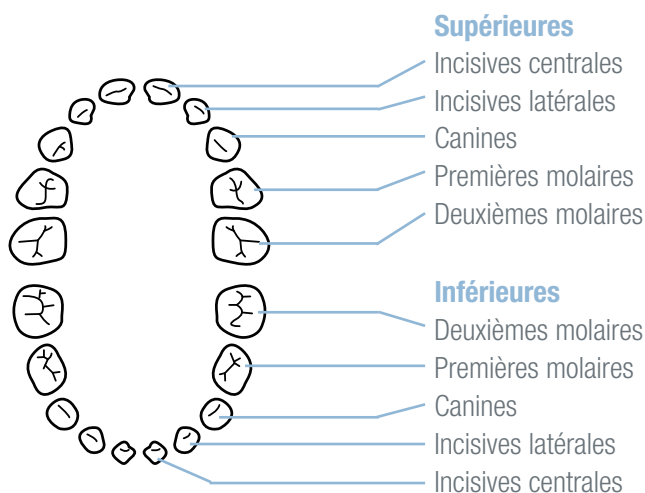 Supérieures
Incisives centrales
Incisives latérales
Canines
Premières molaires
Deuxièmes molaires
Inférieures
Deuxièmes molaires
Premières molaires
Canines
Incisives latérales
Incisives centrales